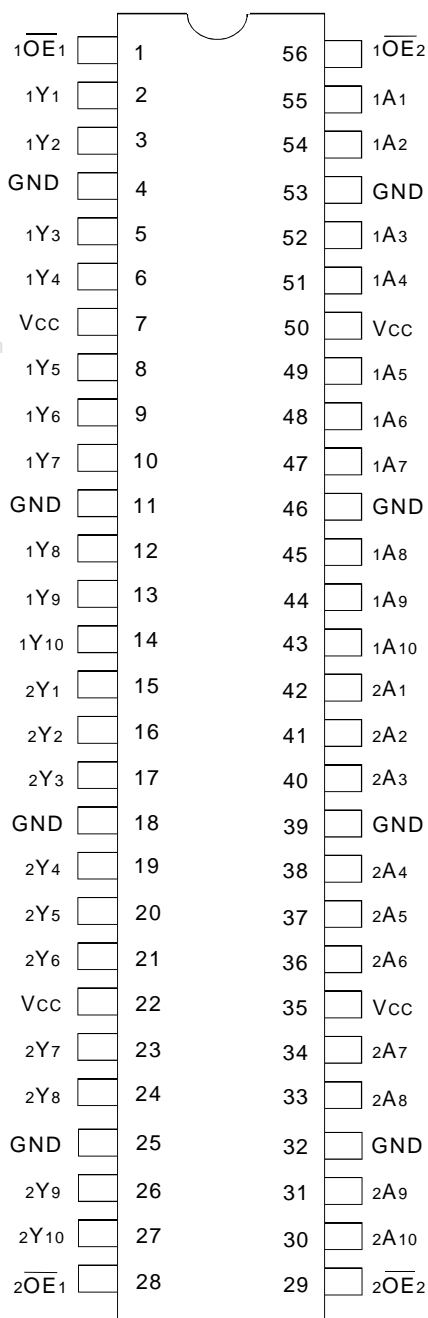 1OE1 1 56 1OE2
1Y1 2 55 1A1
1Y2 3 54 1A2
GND 4 53 GND
1Y3 5 52 1A3
1Y4 6 51 1A4
VCC 7 50 VCC
1Y5 8 49 1A5
1Y6 9 48 1A6
1Y7 10 47 1A7
GND 11 46 GND
1Y8 12 45 1A8
1Y9 13 44 1A9
1Y10 14 43 1A10
2Y1 15 42 2A1
2Y2 16 41 2A2
2Y3 17 40 2A3
GND 18 39 GND
2Y4 19 38 2A4
2Y5 20 37 2A5
2Y6 21 36 2A6
VCC 22 35 VCC
2Y7 23 34 2A7
2Y8 24 33 2A8
GND 25 32 GND
2Y9 26 31 2A9
2Y10 27 30 2A10
2OE1 28 29 2OE2